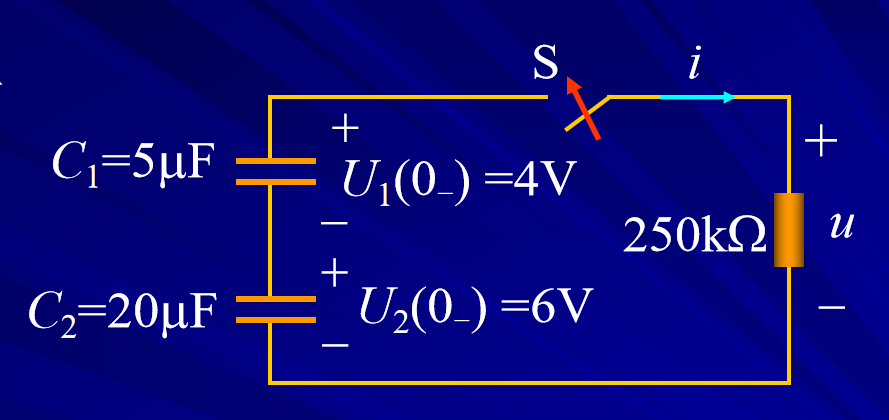 S
i
+
+
C₁=5μF
U₁(0₋) =4V
−
250kΩ
u
+
C₂=20μF
U₂(0₋) =6V
−
−